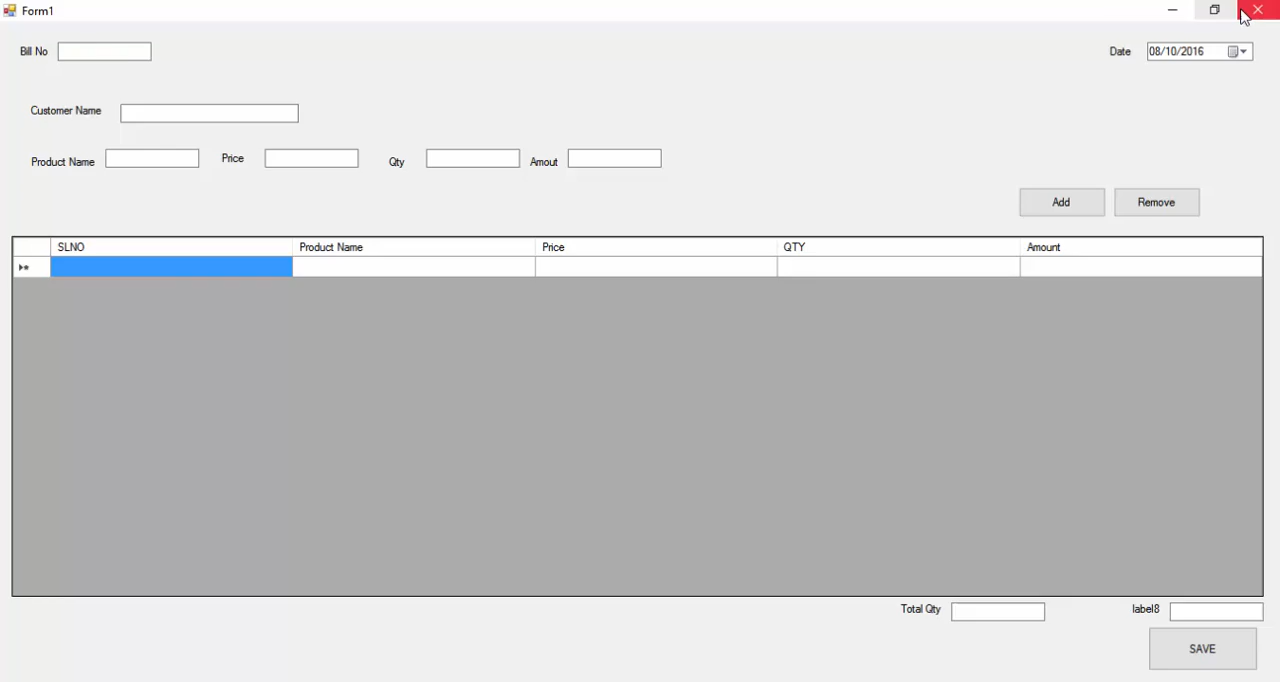 Form1
Bill No
Date 08/10/2016
Customer Name
Product Name Price Qty Amout
Add Remove
SLNO Product Name Price QTY Amount
Total Qty label8
SAVE